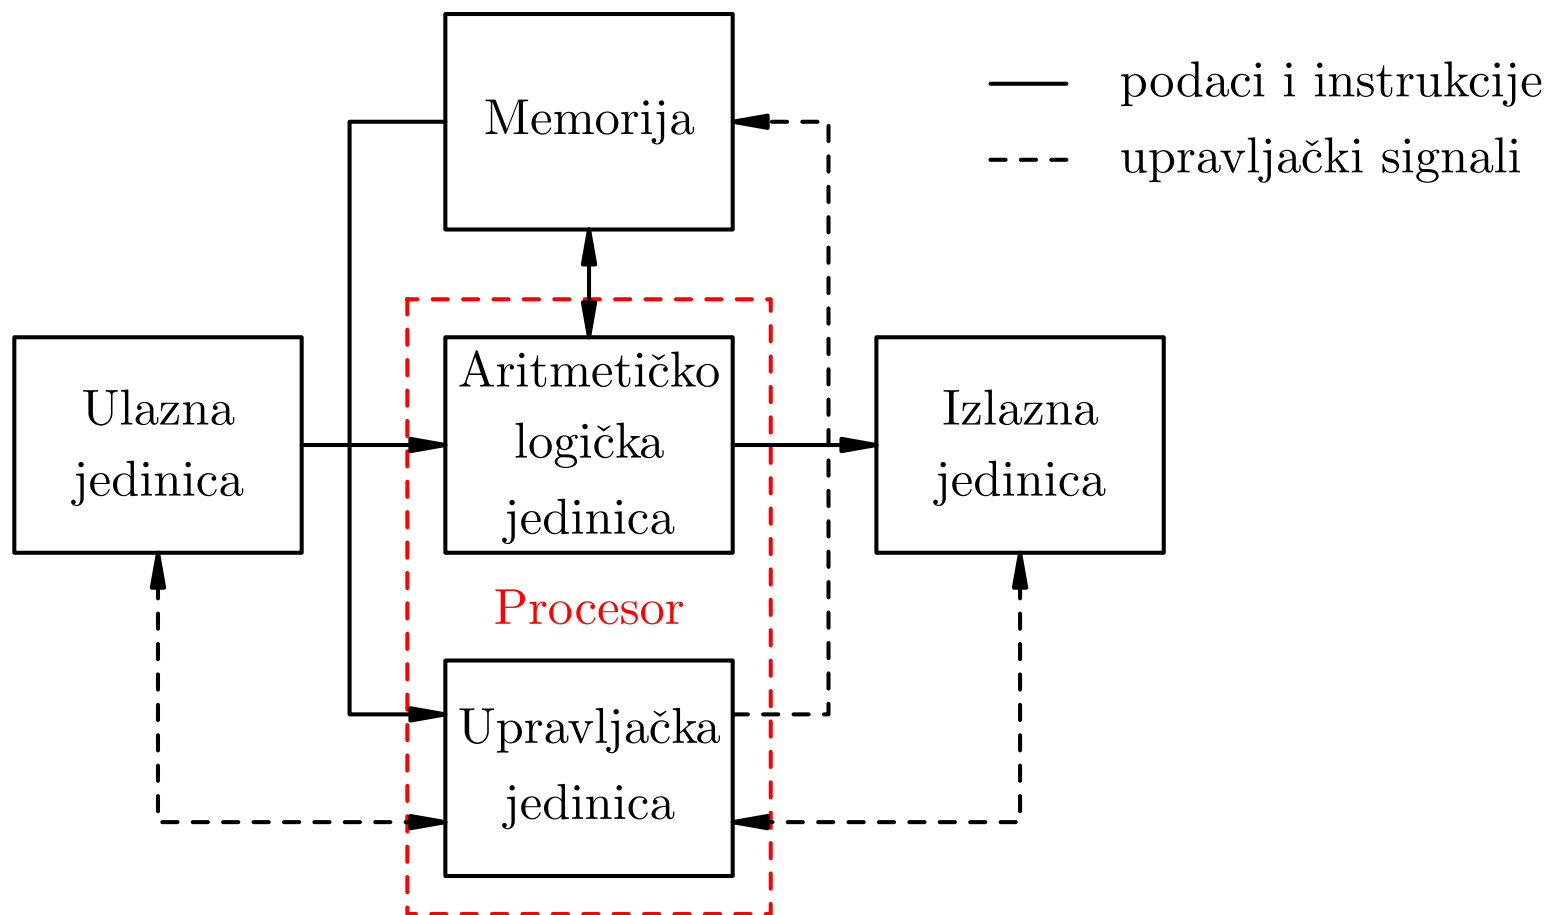 Memorija
podaci i instrukcije
upravljački signali
Ulazna
jedinica
Aritmetičko
logička
jedinica
Izlazna
jedinica
Procesor
Upravljačka
jedinica